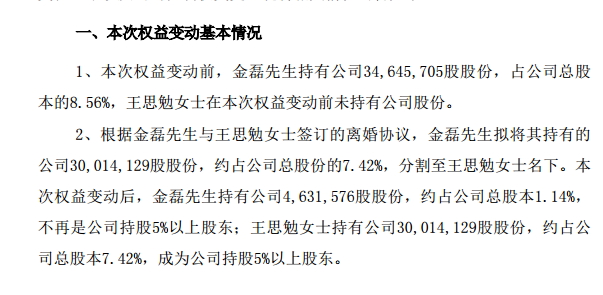 一、本次权益变动基本情况
1、本次权益变动前，金磊先生持有公司34,645,705股股份，占公司总股
本的8.56%，王思勉女士在本次权益变动前未持有公司股份。
2、根据金磊先生与王思勉女士签订的离婚协议，金磊先生拟将其持有的
公司30,014,129股股份，约占公司总股份的7.42%，分割至王思勉女士名下。本
次权益变动后，金磊先生持有公司4,631,576股股份，约占公司总股本1.14%，
不再是公司持股5%以上股东；王思勉女士持有公司30,014,129股股份，约占公
司总股本7.42%，成为公司持股5%以上股东。